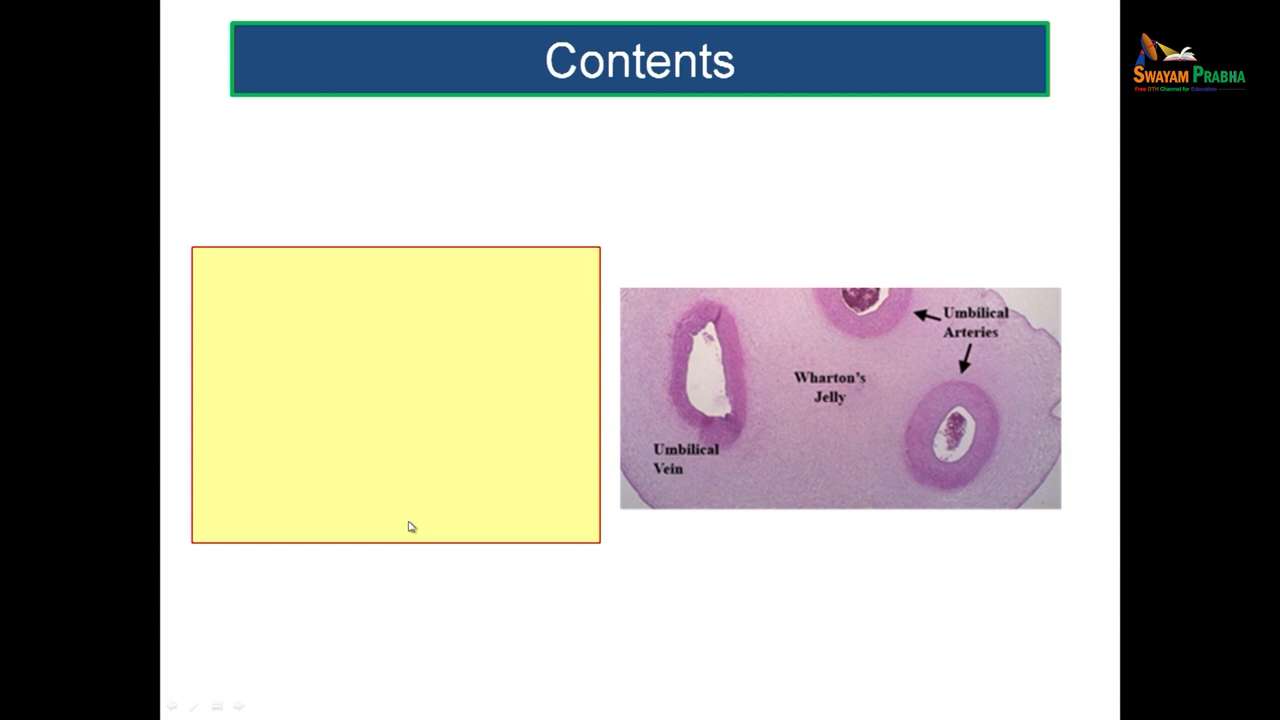 Contents
SWAYAM PRABHA
Free DTH Channel for Education
Umbilical
Arteries
Wharton's
Jelly
Umbilical
Vein